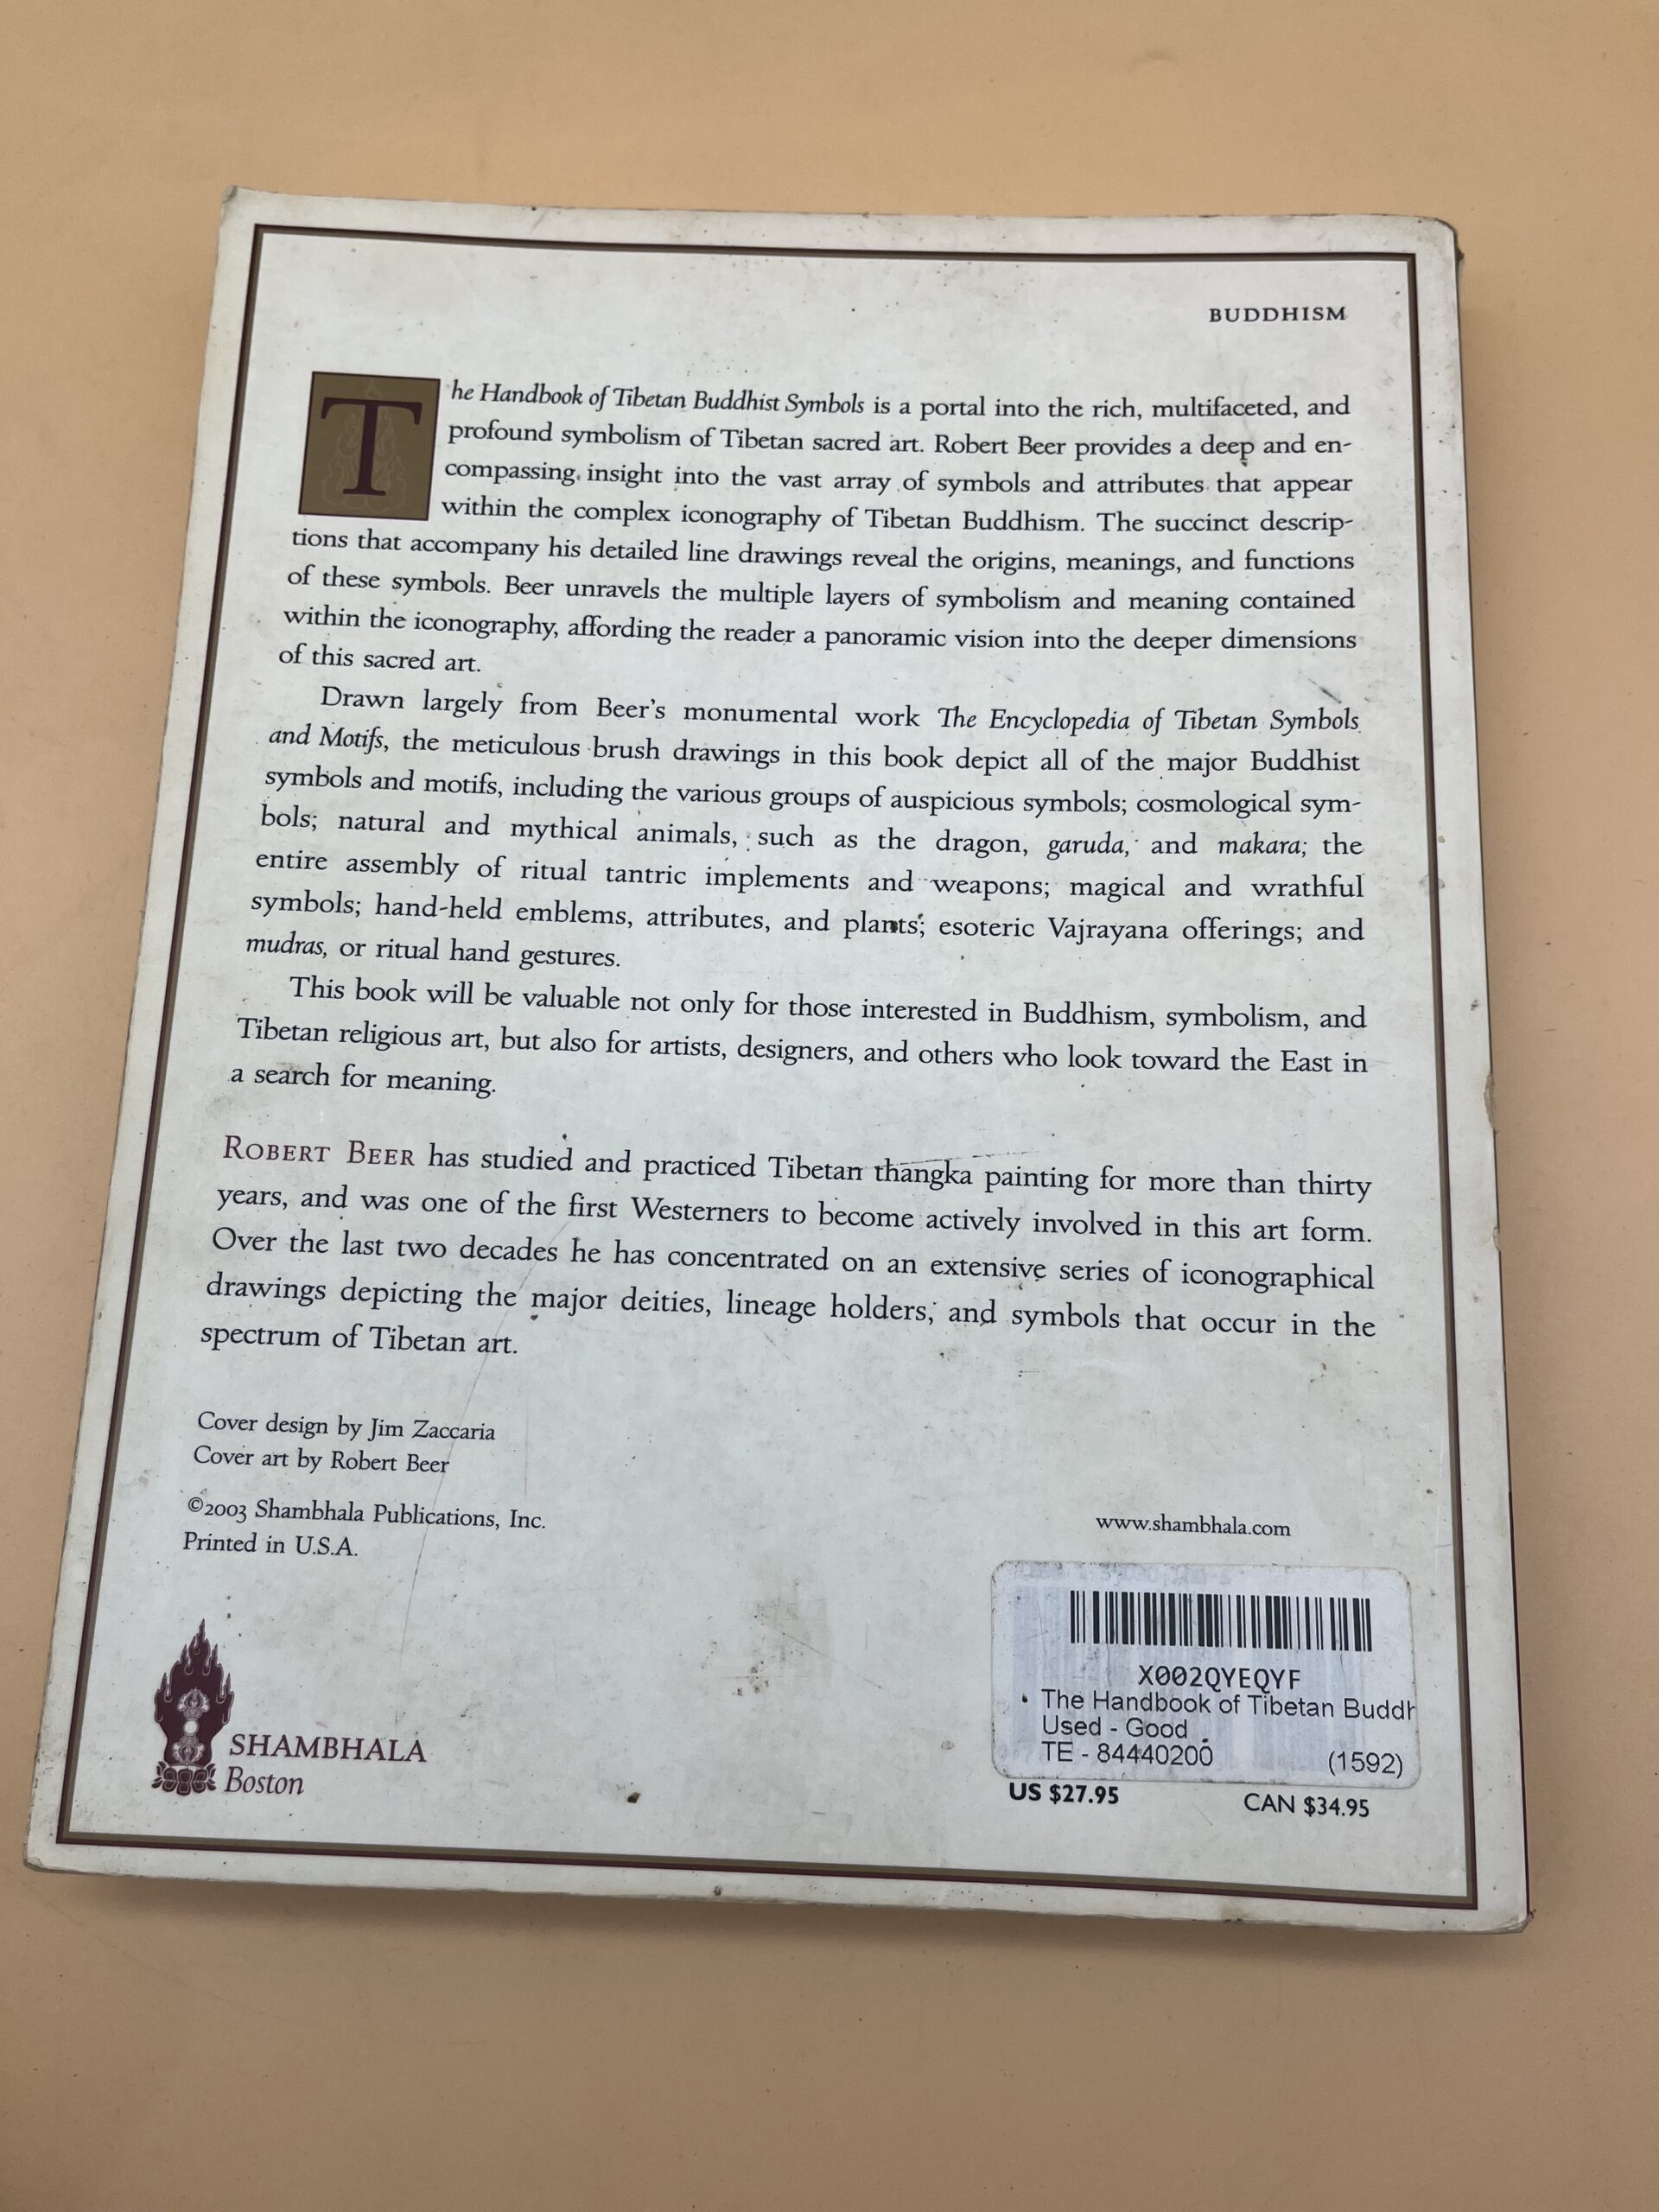 BUDDHISM
The Handbook of Tibetan Buddhist Symbols is a portal into the rich, multifaceted, and
profound symbolism of Tibetan sacred art. Robert Beer provides a deep and en-
compassing insight into the vast array of symbols and attributes that appear
within the complex iconography of Tibetan Buddhism. The succinct descrip-
tions that accompany his detailed line drawings reveal the origins, meanings, and functions
of these symbols. Beer unravels the multiple layers of symbolism and meaning contained
within the iconography, affording the reader a panoramic vision into the deeper dimensions
of this sacred art.
Drawn largely from Beer's monumental work The Encyclopedia of Tibetan Symbols
and Motifs, the meticulous brush drawings in this book depict all of the major Buddhist
symbols and motifs, including the various groups of auspicious symbols; cosmological sym-
bols; natural and mythical animals, such as the dragon, garuda, and makara; the
entire assembly of ritual tantric implements and weapons; magical and wrathful
symbols; hand-held emblems, attributes, and plants; esoteric Vajrayana offerings; and
mudras, or ritual hand gestures.
This book will be valuable not only for those interested in Buddhism, symbolism, and
Tibetan religious art, but also for artists, designers, and others who look toward the East in
a search for meaning.
ROBERT BEER has studied and practiced Tibetan thangka painting for more than thirty
years, and was one of the first Westerners to become actively involved in this art form.
Over the last two decades he has concentrated on an extensive series of iconographical
drawings depicting the major deities, lineage holders, and symbols that occur in the
spectrum of Tibetan art.
Cover design by Jim Zaccaria
Cover art by Robert Beer
©2003 Shambhala Publications, Inc.
Printed in U.S.A.
www.shambhala.com
SHAMBHALA
Boston
X002QYEQYF
The Handbook of Tibetan Buddh
Used - Good
TE - 84440200 (1592)
US $27.95 CAN $34.95